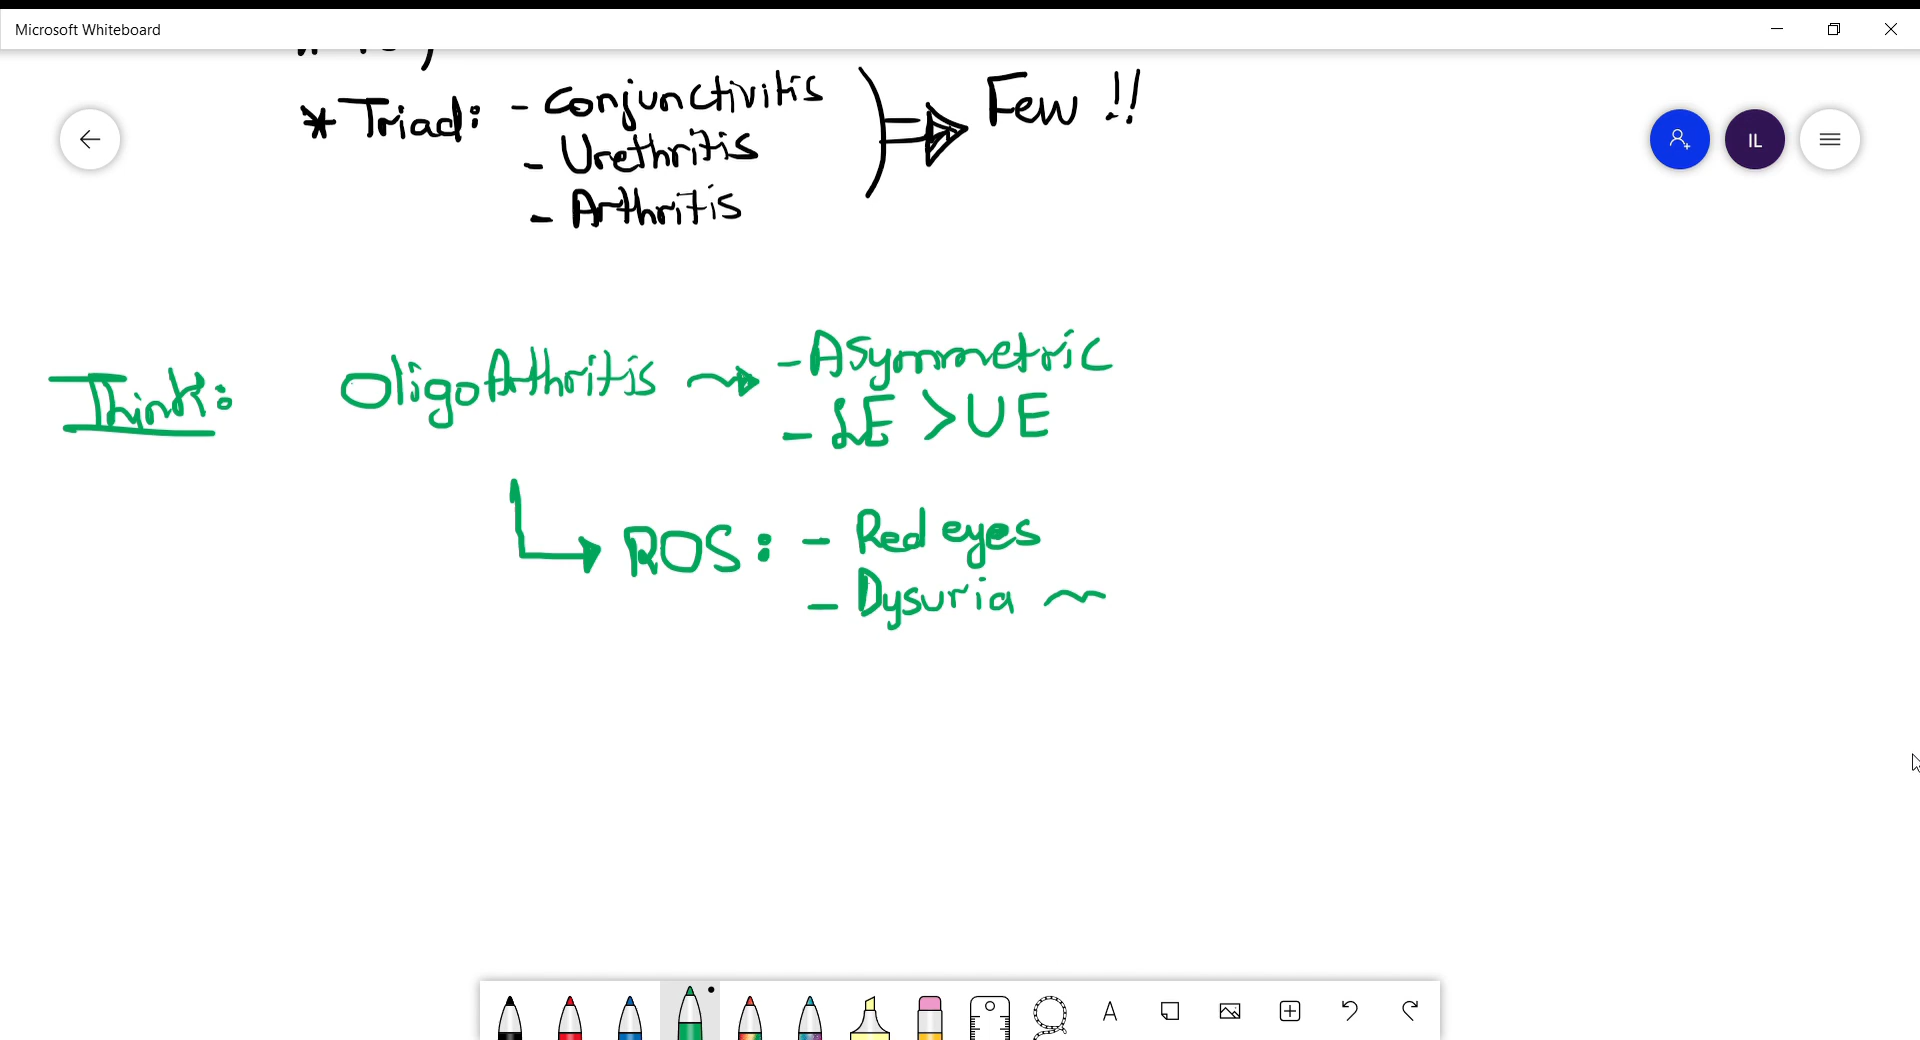 Microsoft Whiteboard
* Triad: - Conjunctivitis
- Urethritis
- Arthritis
Few !!
IL
Think: OligoArthritis - Asymmetric
- LE > UE
ROS: - Red eyes
- Dysuria
A